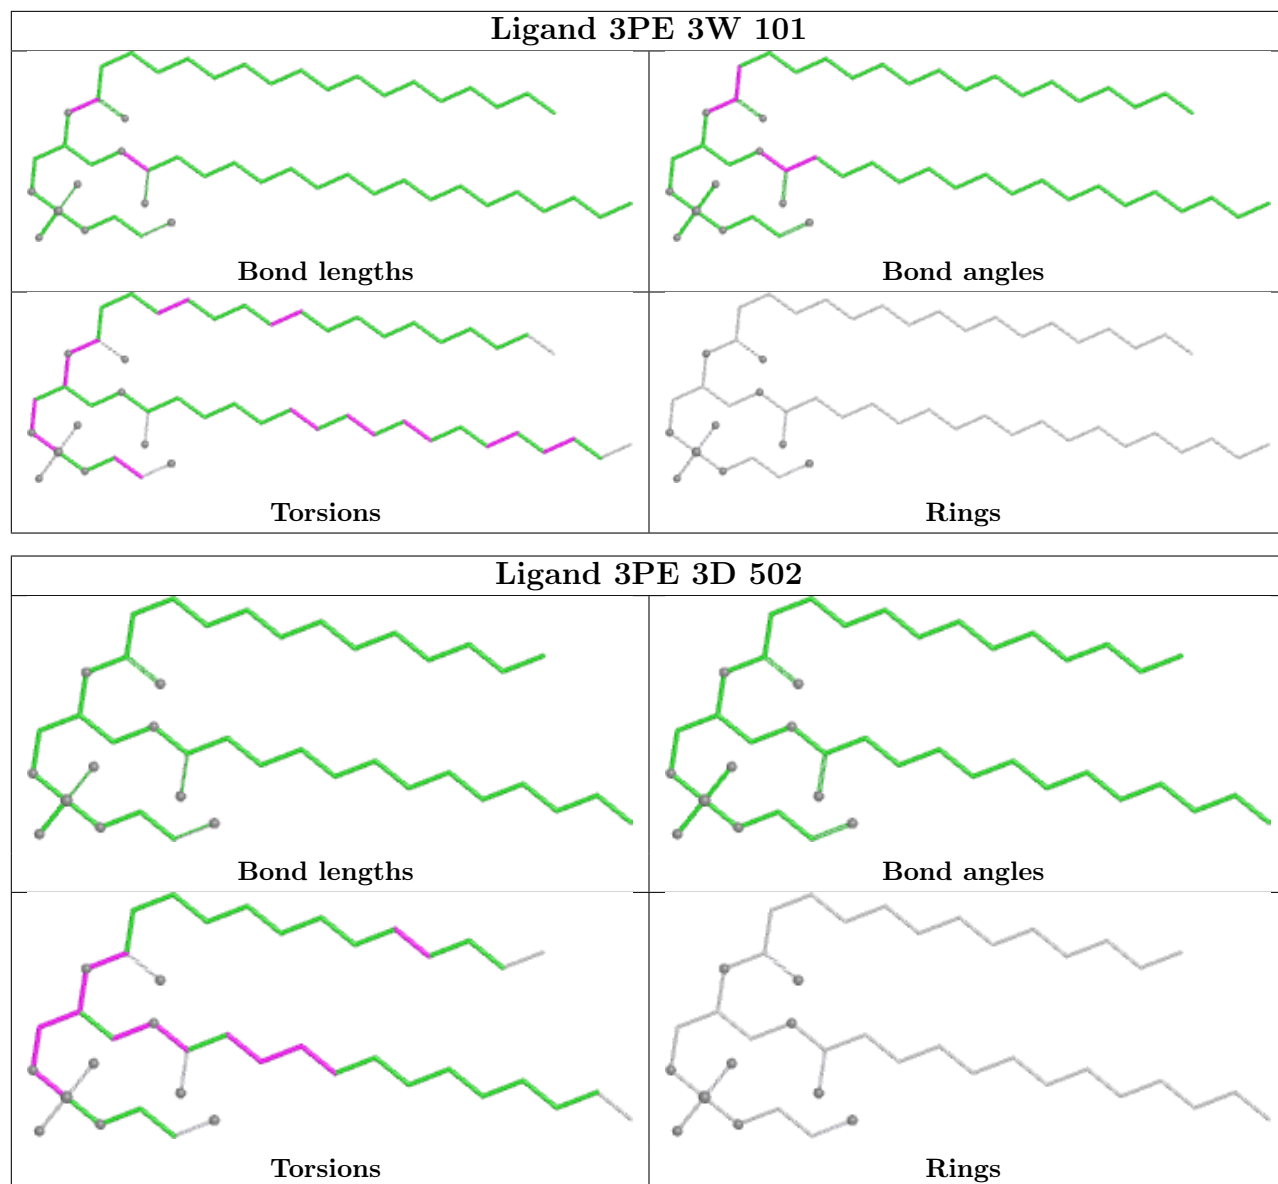 Ligand 3PE 3W 101
Bond lengths
Bond angles
Torsions
Rings
Ligand 3PE 3D 502
Bond lengths
Bond angles
Torsions
Rings